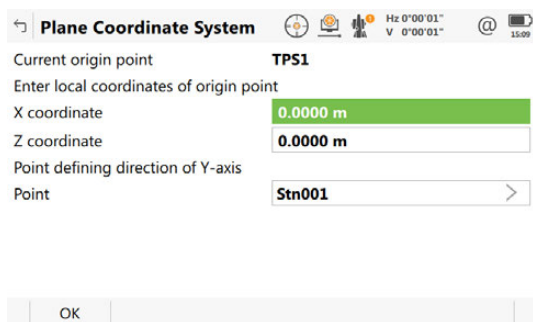 Plane Coordinate System
Hz 0°00'01"
V 0°00'01"
@
15:09
Current origin point TPS1
Enter local coordinates of origin point
X coordinate 0.0000 m
Z coordinate 0.0000 m
Point defining direction of Y-axis
Point Stn001
OK